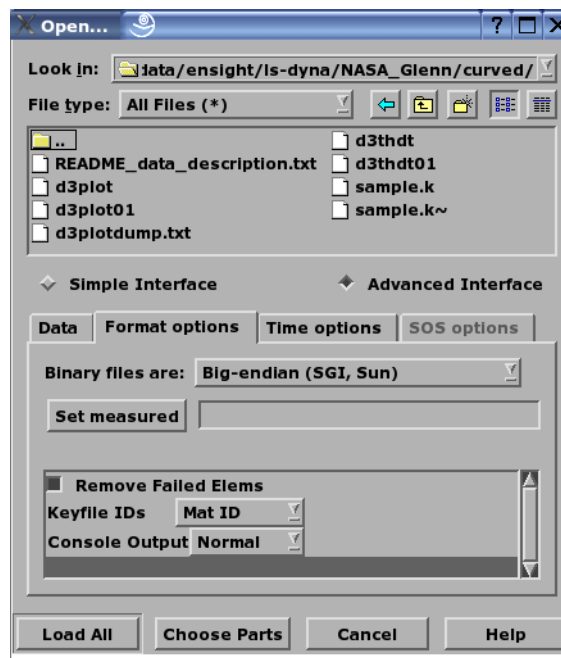 Open...
?
Look in: data/ensight/ls-dyna/NASA_Glenn/curved/
File type: All Files (*)
..
README_data_description.txt
d3plot
d3plot01
d3plotdump.txt
d3thdt
d3thdt01
sample.k
sample.k~
Simple Interface Advanced Interface
Data Format options Time options SOS options
Binary files are: Big-endian (SGI, Sun)
Set measured
Remove Failed Elems
Keyfile IDs Mat ID
Console Output Normal
Load All Choose Parts Cancel Help